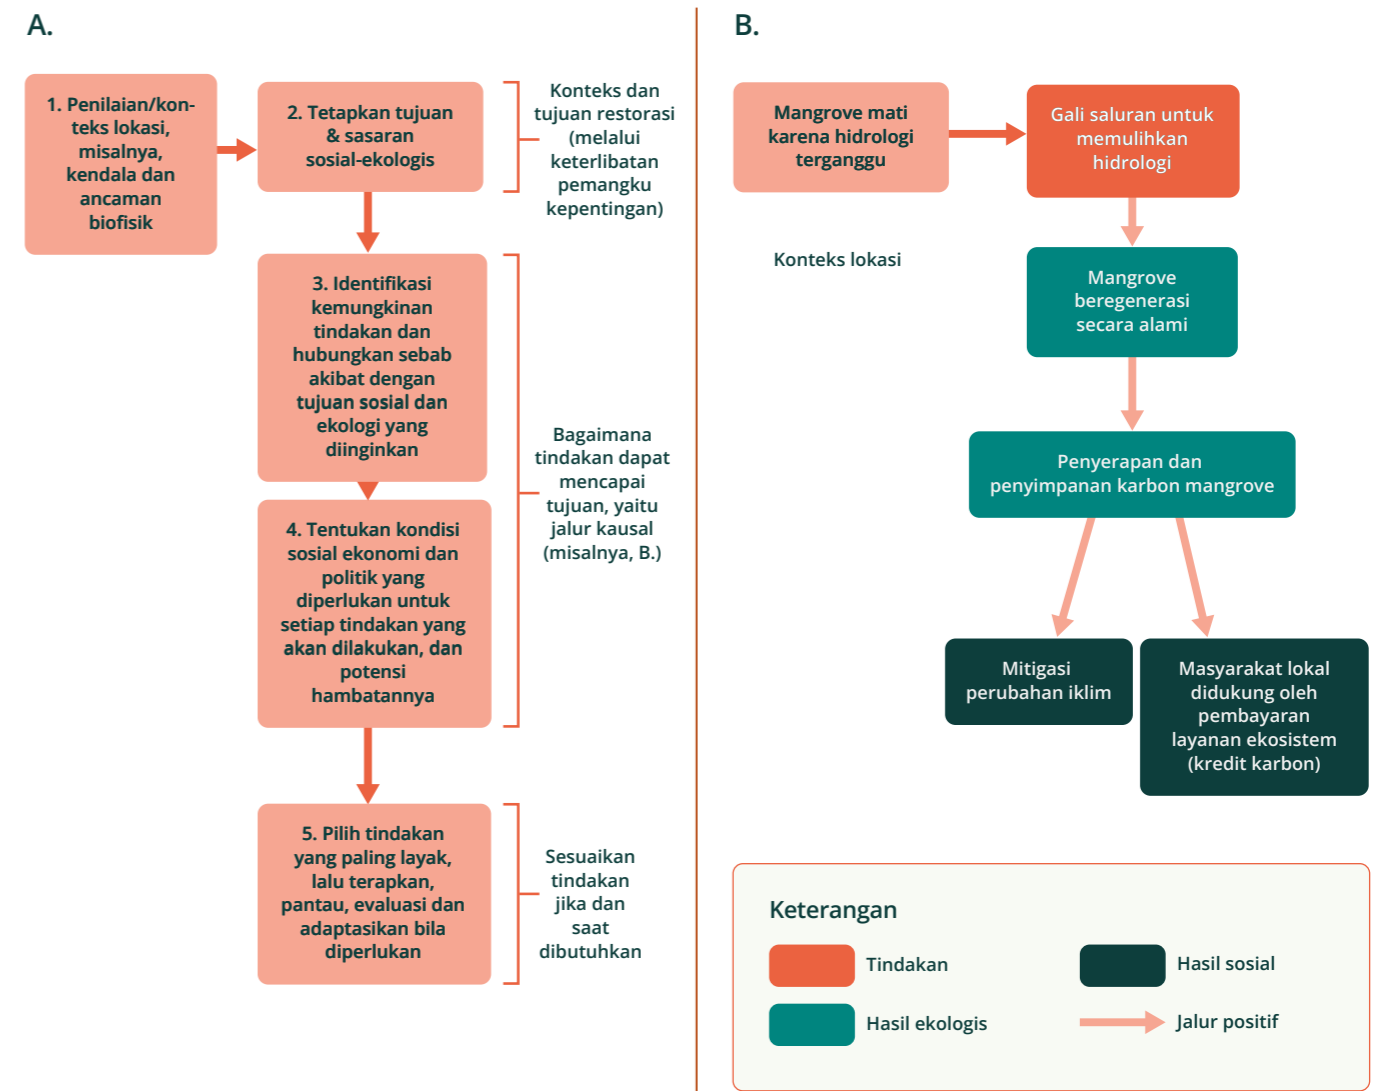 A.
1. Penilaian/kon-
teks lokasi,
misalnya,
kendala dan
ancaman
biofisik
2. Tetapkan tujuan
& sasaran
sosial-ekologis
Konteks dan
tujuan restorasi
(melalui
keterlibatan
pemangku
kepentingan)
3. Identifikasi
kemungkinan
tindakan dan
hubungkan sebab
akibat dengan
tujuan sosial dan
ekologi yang
diinginkan
4. Tentukan kondisi
sosial ekonomi dan
politik yang
diperlukan untuk
setiap tindakan yang
akan dilakukan, dan
potensi
hambatannya
Bagaimana
tindakan dapat
mencapai
tujuan, yaitu
jalur kausal
(misalnya, B.)
5. Pilih tindakan
yang paling layak,
lalu terapkan,
pantau, evaluasi dan
adaptasikan bila
diperlukan
Sesuaikan
tindakan
jika dan
saat
dibutuhkan
B.
Mangrove mati
karena hidrologi
terganggu
Gali saluran untuk
memulihkan
hidrologi
Konteks lokasi
Mangrove
beregenerasi
secara alami
Penyerapan dan
penyimpanan karbon mangrove
Mitigasi
perubahan iklim
Masyarakat lokal
didukung oleh
pembayaran
layanan ekosistem
(kredit karbon)
Keterangan
Tindakan
Hasil sosial
Hasil ekologis
Jalur positif